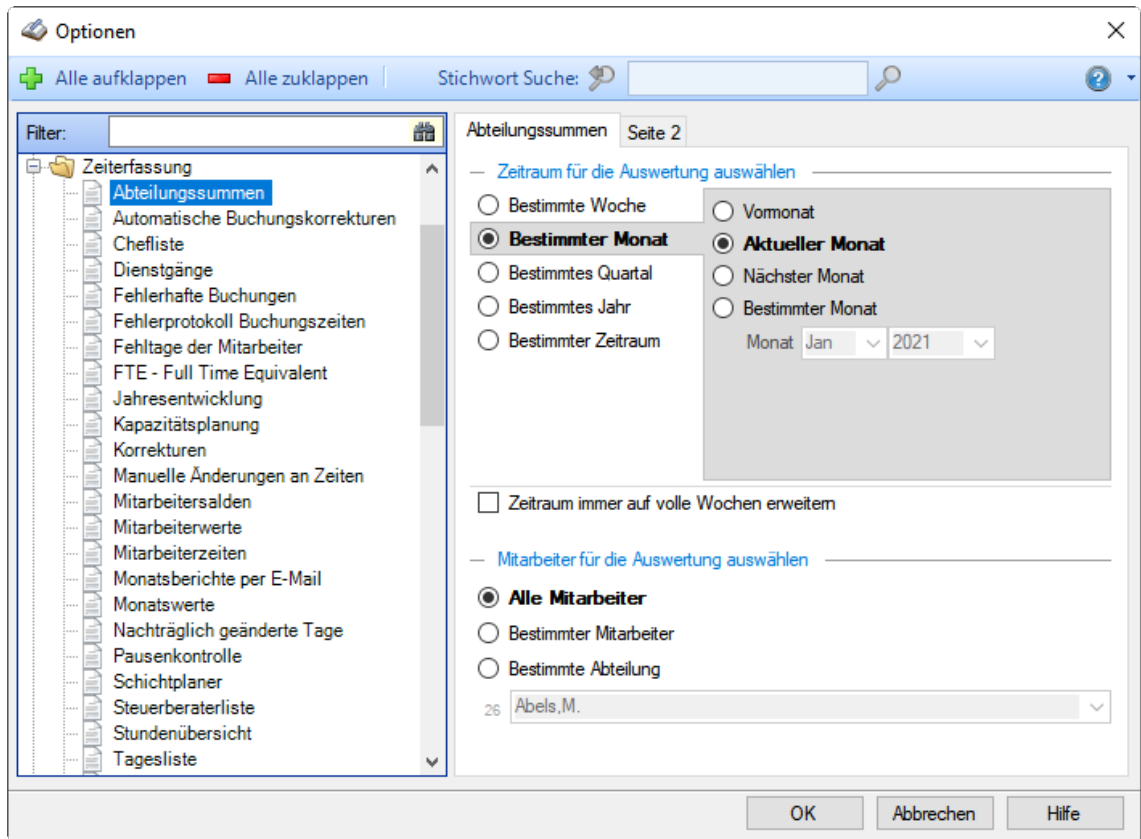 Optionen
Alle aufklappen Alle zuklappen Stichwort Suche:
Filter:
Zeiterfassung
Abteilungssummen
Automatische Buchungskorrekturen
Chefliste
Dienstgänge
Fehlerhafte Buchungen
Fehlerprotokoll Buchungszeiten
Fehltage der Mitarbeiter
FTE - Full Time Equivalent
Jahresentwicklung
Kapazitätsplanung
Korrekturen
Manuelle Änderungen an Zeiten
Mitarbeitersalden
Mitarbeiterwerte
Mitarbeiterzeiten
Monatsberichte per E-Mail
Monatswerte
Nachträglich geänderte Tage
Pausenkontrolle
Schichtplaner
Steuerberaterliste
Stundenübersicht
Tagesliste
Abteilungssummen Seite 2
Zeitraum für die Auswertung auswählen
Bestimmte Woche
Bestimmter Monat
Bestimmtes Quartal
Bestimmtes Jahr
Bestimmter Zeitraum
Vormonat
Aktueller Monat
Nächster Monat
Bestimmter Monat
Monat Jan 2021
Zeitraum immer auf volle Wochen erweitern
Mitarbeiter für die Auswertung auswählen
Alle Mitarbeiter
Bestimmter Mitarbeiter
Bestimmte Abteilung
26 Abels,M.
OK Abbrechen Hilfe